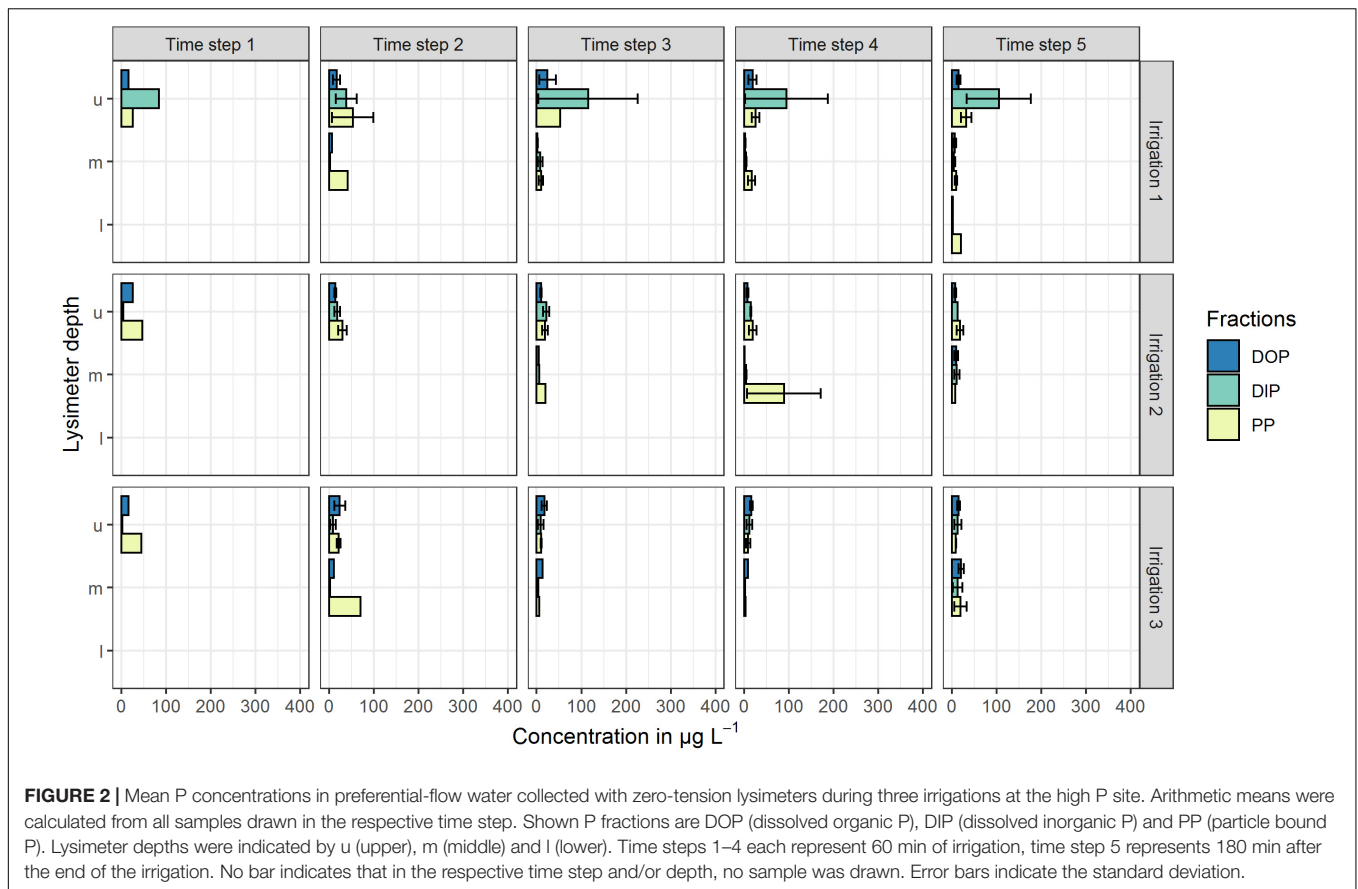 Time step 1
Time step 2
Time step 3
Time step 4
Time step 5
Lysimeter depth
u
m
l
Irrigation 1
u
m
l
Irrigation 2
u
m
l
Irrigation 3
0 100 200 300 400
0 100 200 300 400
0 100 200 300 400
0 100 200 300 400
0 100 200 300 400
Concentration in µg L⁻¹
Fractions
DOP
DIP
PP
FIGURE 2 | Mean P concentrations in preferential-flow water collected with zero-tension lysimeters during three irrigations at the high P site. Arithmetic means were
calculated from all samples drawn in the respective time step. Shown P fractions are DOP (dissolved organic P), DIP (dissolved inorganic P) and PP (particle bound
P). Lysimeter depths were indicated by u (upper), m (middle) and l (lower). Time steps 1–4 each represent 60 min of irrigation, time step 5 represents 180 min after
the end of the irrigation. No bar indicates that in the respective time step and/or depth, no sample was drawn. Error bars indicate the standard deviation.